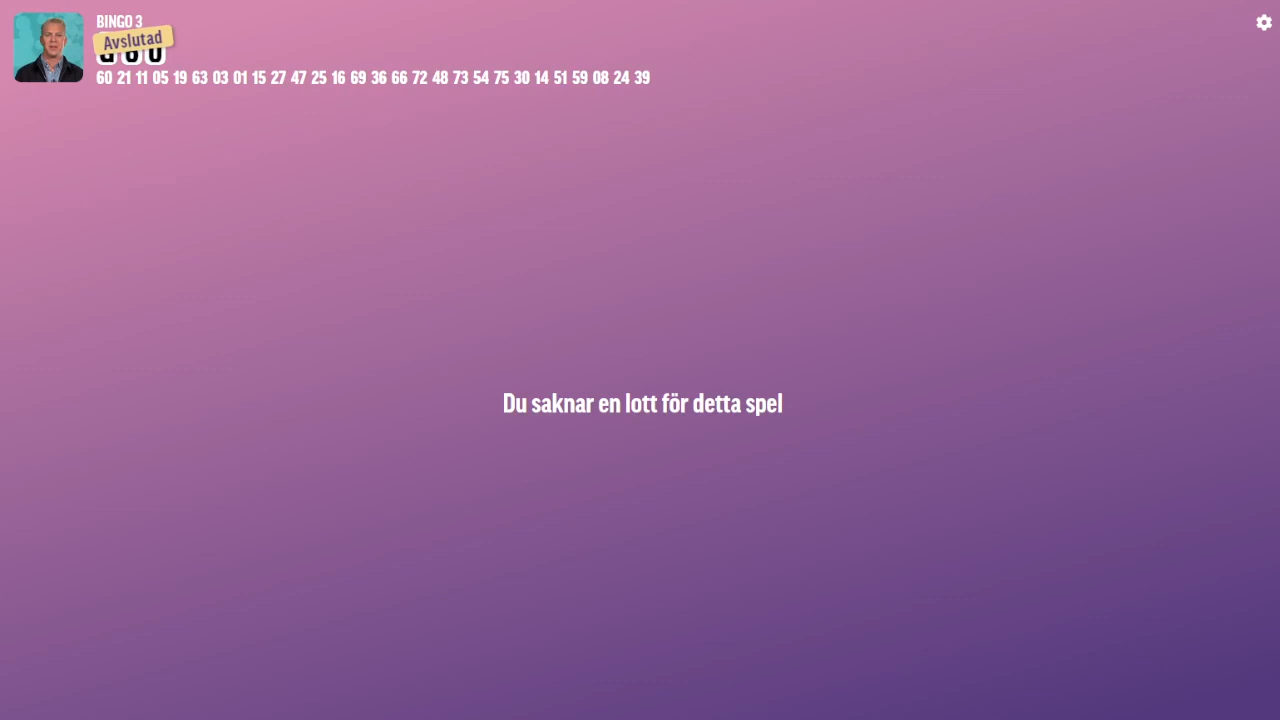 BINGO 3
Avslutad
60 21 11 05 19 63 03 01 15 27 47 25 16 69 36 66 72 48 73 54 75 30 14 51 59 08 24 39
Du saknar en lott för detta spel